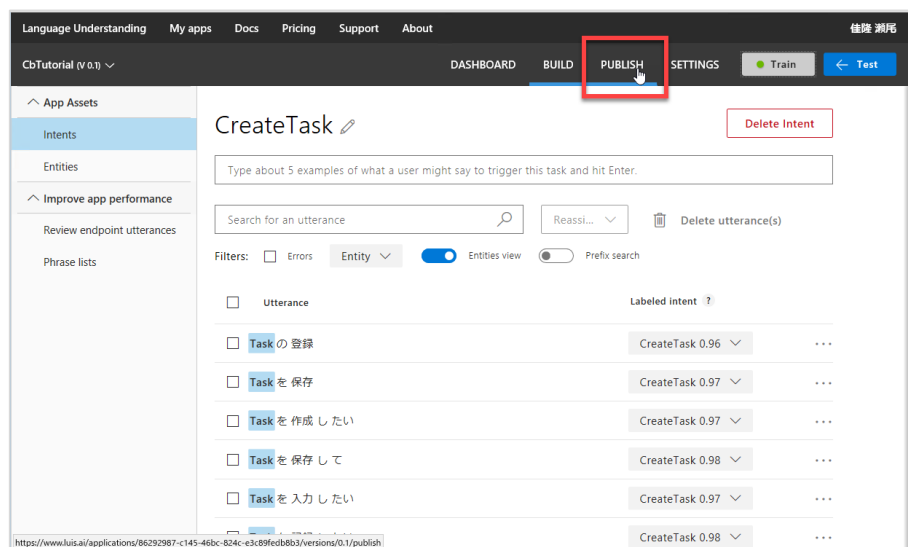 Language Understanding My apps Docs Pricing Support About 佳隆 瀬尾
CbTutorial (V 0.1) DASHBOARD BUILD PUBLISH SETTINGS Train ← Test
App Assets
Intents
Entities
Improve app performance
Review endpoint utterances
Phrase lists
CreateTask
Delete Intent
Type about 5 examples of what a user might say to trigger this task and hit Enter.
Search for an utterance Reassi... Delete utterance(s)
Filters: Errors Entity Entities view Prefix search
Utterance Labeled intent ?
Task の 登録 CreateTask 0.96 ...
Task を 保存 CreateTask 0.97 ...
Task を 作成 し たい CreateTask 0.97 ...
Task を 保存 し て CreateTask 0.98 ...
Task を 入力 し たい CreateTask 0.97 ...
CreateTask 0.98 ...
https://www.luis.ai/applications/86292987-c145-46bc-824c-e3c89fedb8b3/versions/0.1/publish